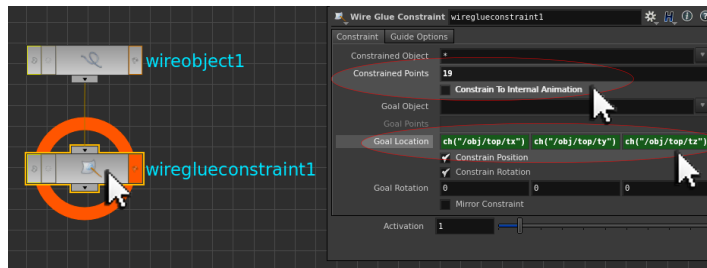 wireobject1
wireglueconstraint1
Wire Glue Constraint wireglueconstraint1
Constraint Guide Options
Constrained Object *
Constrained Points 19
Constrain To Internal Animation
Goal Object
Goal Points
Goal Location ch("/obj/top/tx") ch("/obj/top/ty") ch("/obj/top/tz")
Constrain Position
Constrain Rotation
Goal Rotation 0 0 0
Mirror Constraint
Activation 1